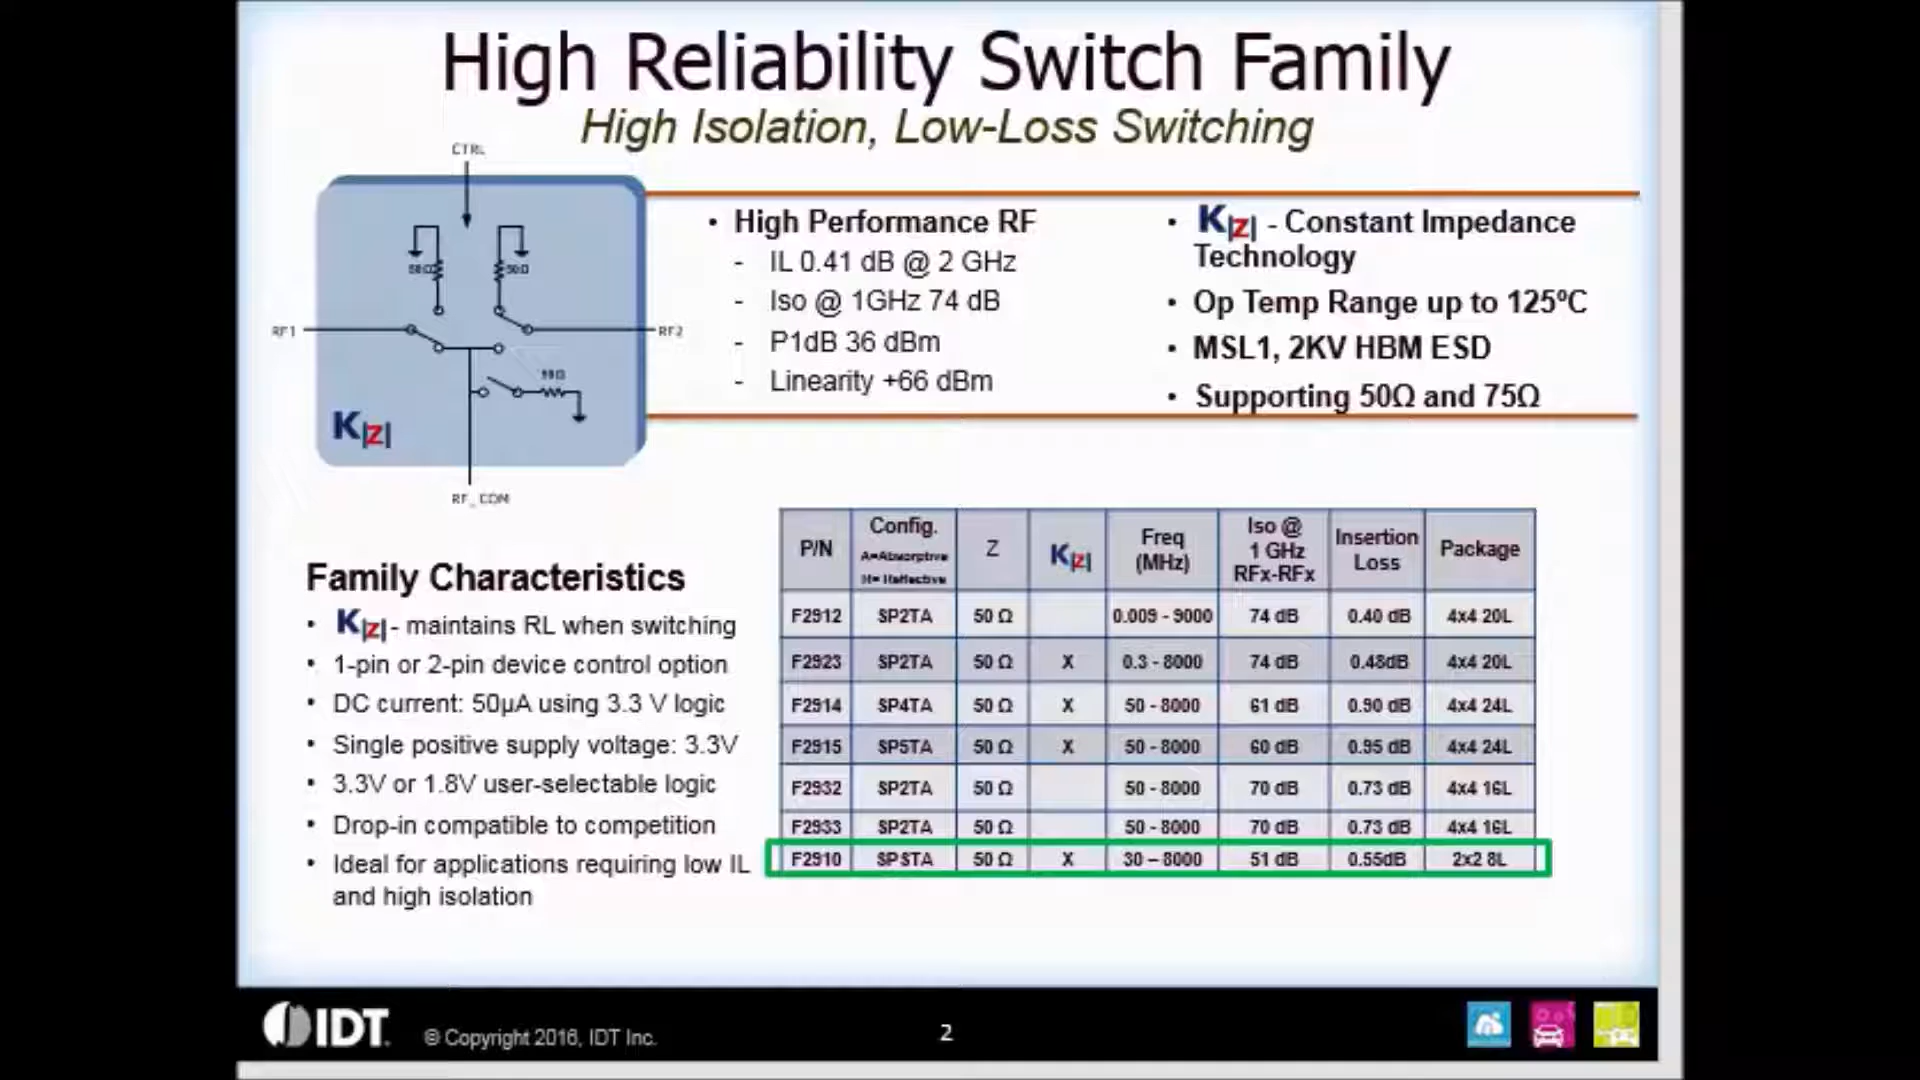 High Reliability Switch Family
High Isolation, Low-Loss Switching
CTRL
50Ω
50Ω
RF1
RF2
50Ω
K|Z|
RF_COM
• High Performance RF
- IL 0.41 dB @ 2 GHz
- Iso @ 1GHz 74 dB
- P1dB 36 dBm
- Linearity +66 dBm
• K|Z| - Constant Impedance
Technology
• Op Temp Range up to 125ºC
• MSL1, 2KV HBM ESD
• Supporting 50Ω and 75Ω
Family Characteristics
• K|Z| - maintains RL when switching
• 1-pin or 2-pin device control option
• DC current: 50µA using 3.3 V logic
• Single positive supply voltage: 3.3V
• 3.3V or 1.8V user-selectable logic
• Drop-in compatible to competition
• Ideal for applications requiring low IL
and high isolation
P/N Config. A=Absorptive R= Reflective Z K|Z| Freq (MHz) Iso @ 1 GHz RFx-RFx Insertion Loss Package
F2912 SP2TA 50 Ω 0.009 - 9000 74 dB 0.40 dB 4x4 20L
F2923 SP2TA 50 Ω X 0.3 - 8000 74 dB 0.48dB 4x4 20L
F2914 SP4TA 50 Ω X 50 - 8000 61 dB 0.90 dB 4x4 24L
F2915 SP5TA 50 Ω X 50 - 8000 60 dB 0.95 dB 4x4 24L
F2932 SP2TA 50 Ω 50 - 8000 70 dB 0.73 dB 4x4 16L
F2933 SP2TA 50 Ω 50 - 8000 70 dB 0.73 dB 4x4 16L
F2910 SPSTA 50 Ω X 30 – 8000 51 dB 0.55dB 2x2 8L
IDT
© Copyright 2016, IDT Inc.
2